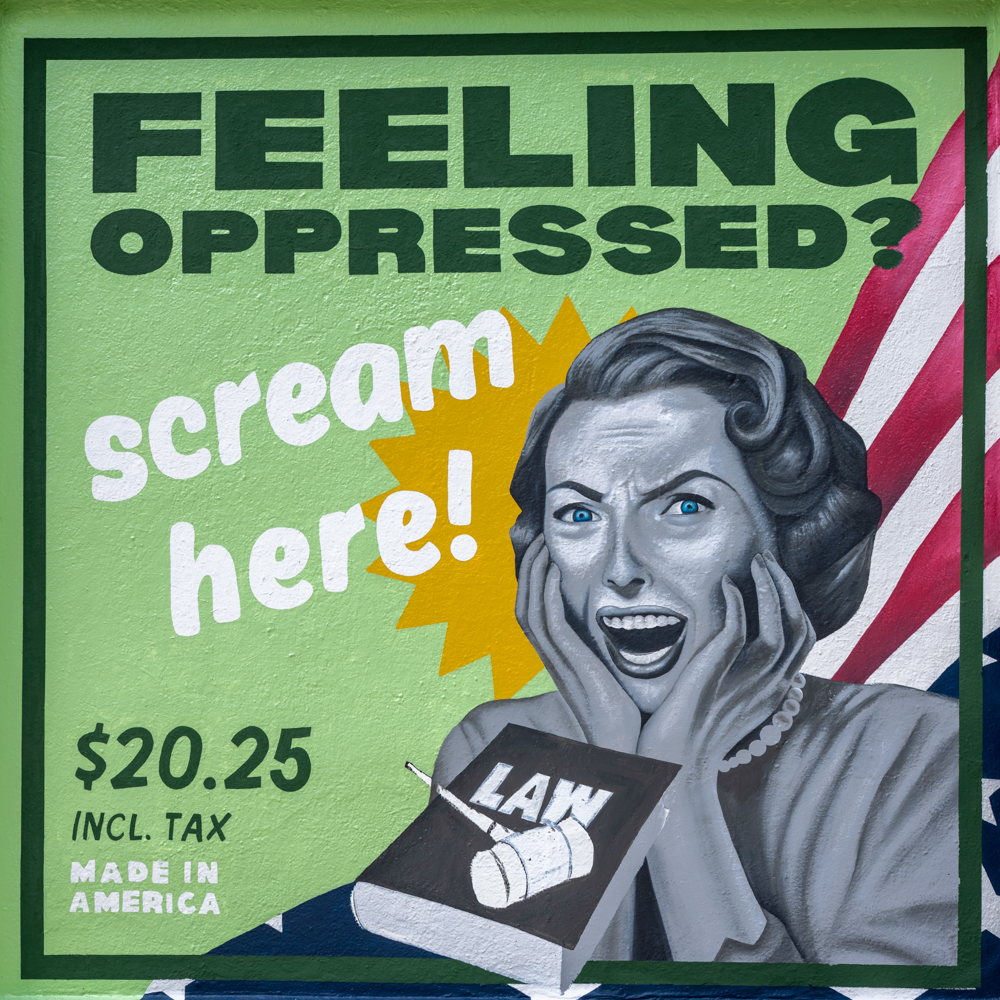 FEELING
OPPRESSED?
scream
here!
$20.25
INCL. TAX
MADE IN
AMERICA
LAW